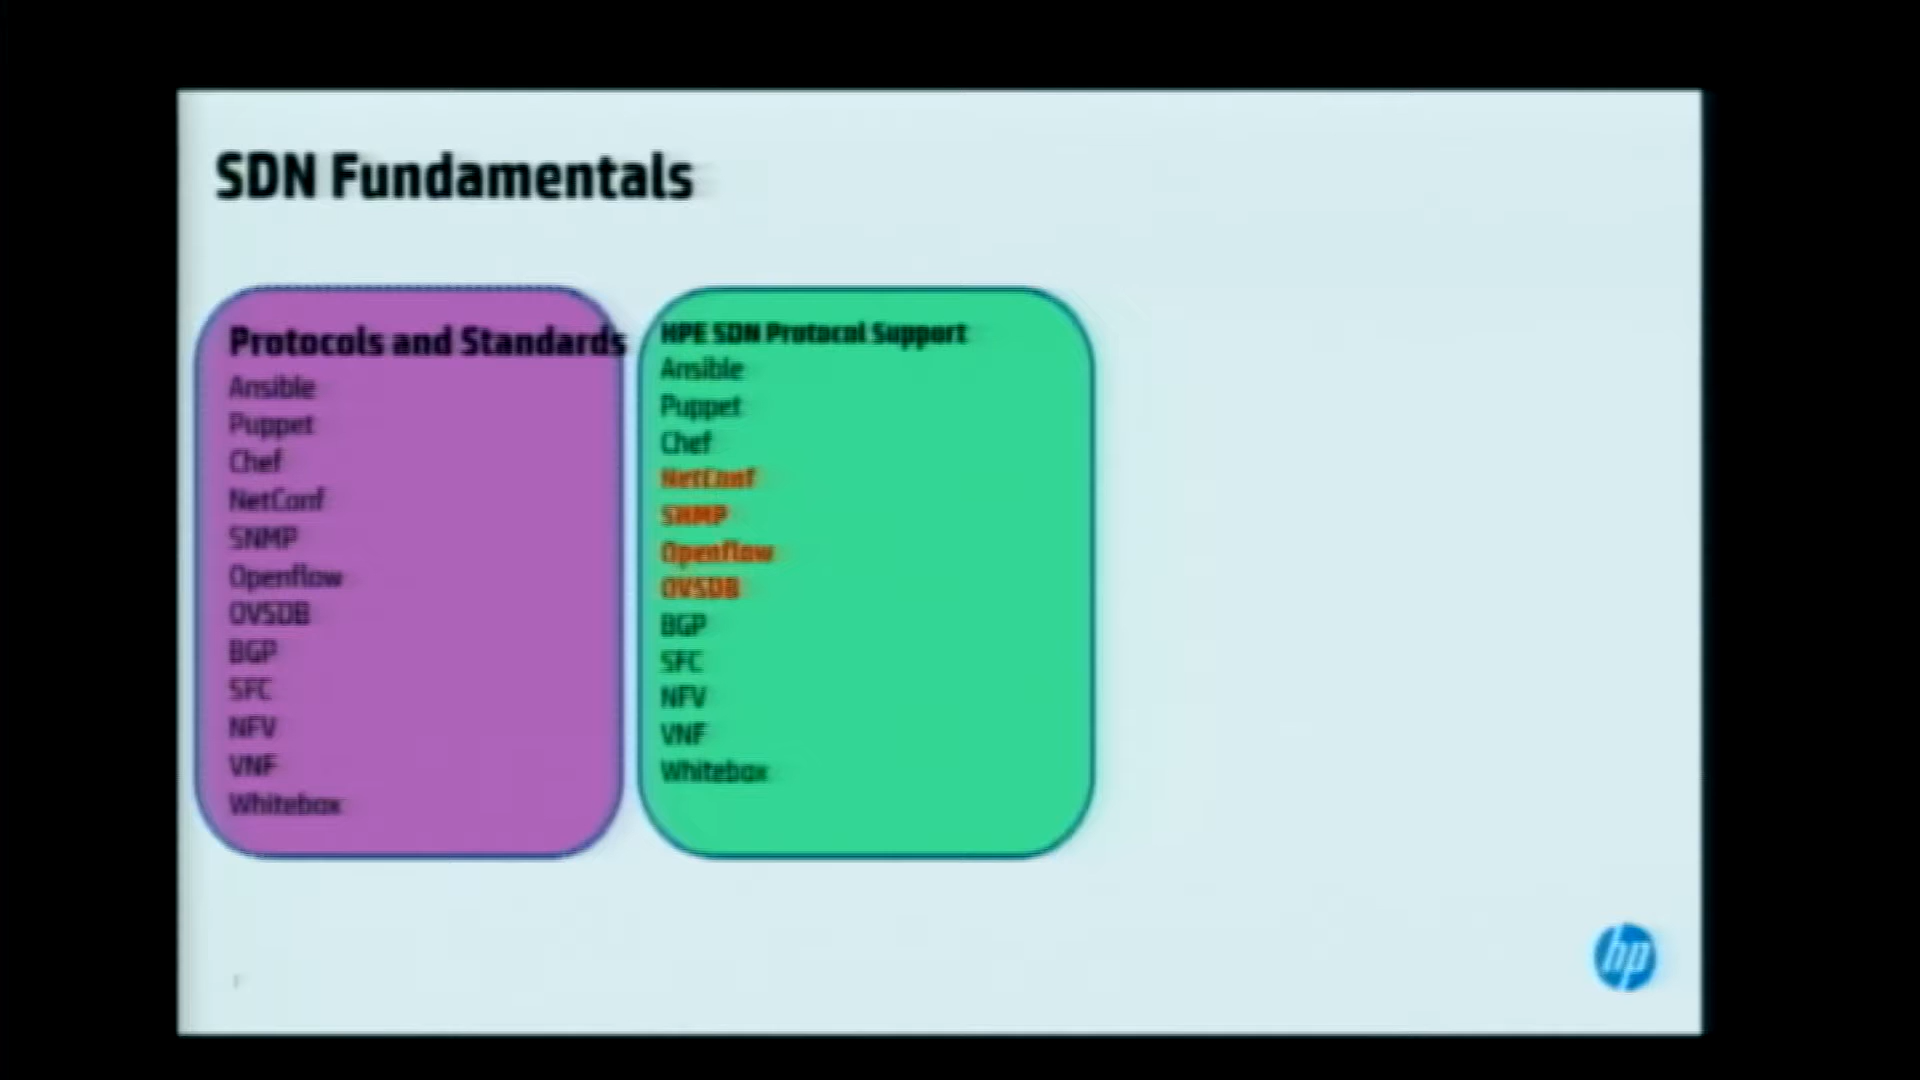 SDN Fundamentals
Protocols and Standards
Ansible
Puppet
Chef
NetConf
SNMP
Openflow
OVSDB
BGP
SFC
NFV
VNF
Whitebox
HPE SDN Protocol Support
Ansible
Puppet
Chef
NetConf
SNMP
Openflow
OVSDB
BGP
SFC
NFV
VNF
Whitebox
hp